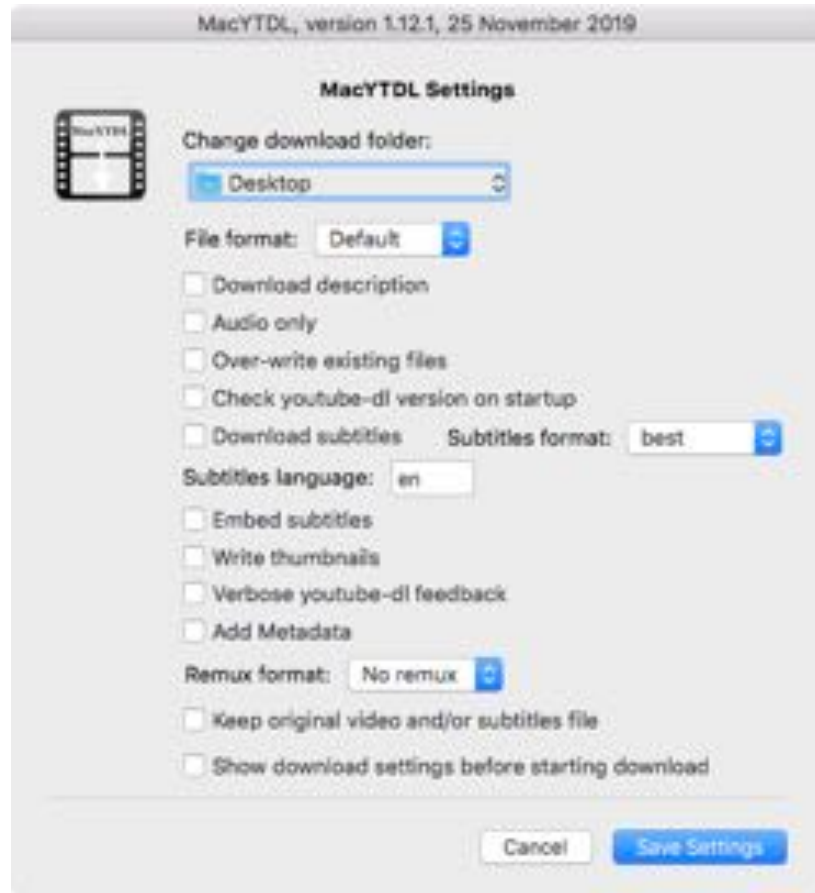 MacYTDL, version 1.12.1, 25 November 2019
MacYTDL Settings
MacYTDL
Change download folder:
Desktop
File format: Default
Download description
Audio only
Over-write existing files
Check youtube-dl version on startup
Download subtitles Subtitles format: best
Subtitles language: en
Embed subtitles
Write thumbnails
Verbose youtube-dl feedback
Add Metadata
Remux format: No remux
Keep original video and/or subtitles file
Show download settings before starting download
Cancel Save Settings